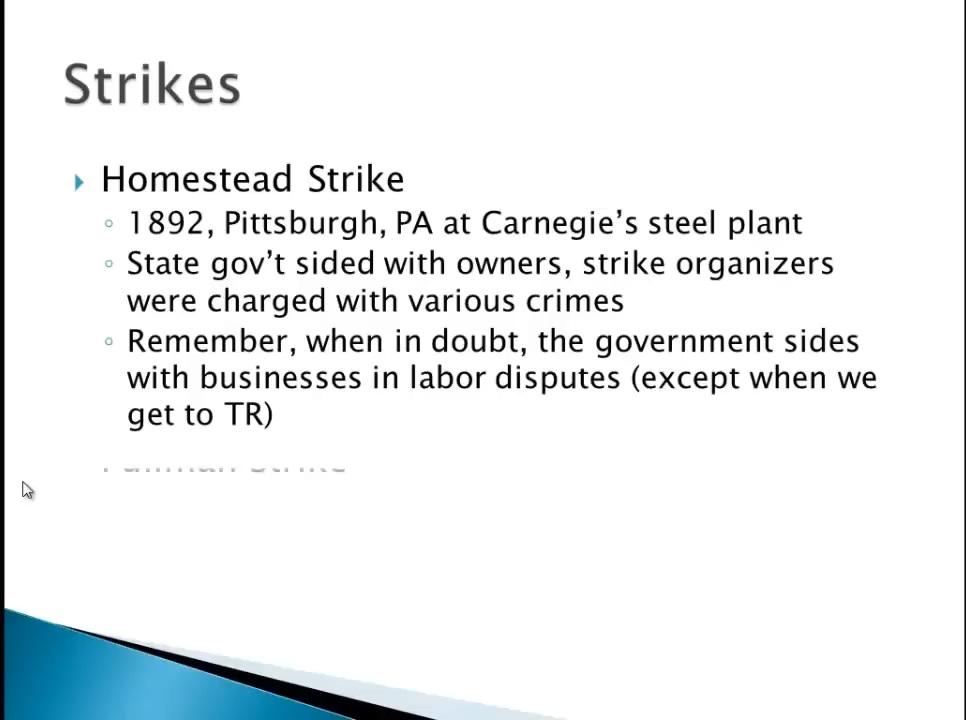 Strikes
Homestead Strike
1892, Pittsburgh, PA at Carnegie’s steel plant
State gov’t sided with owners, strike organizers
were charged with various crimes
Remember, when in doubt, the government sides
with businesses in labor disputes (except when we
get to TR)
Pullman Strike